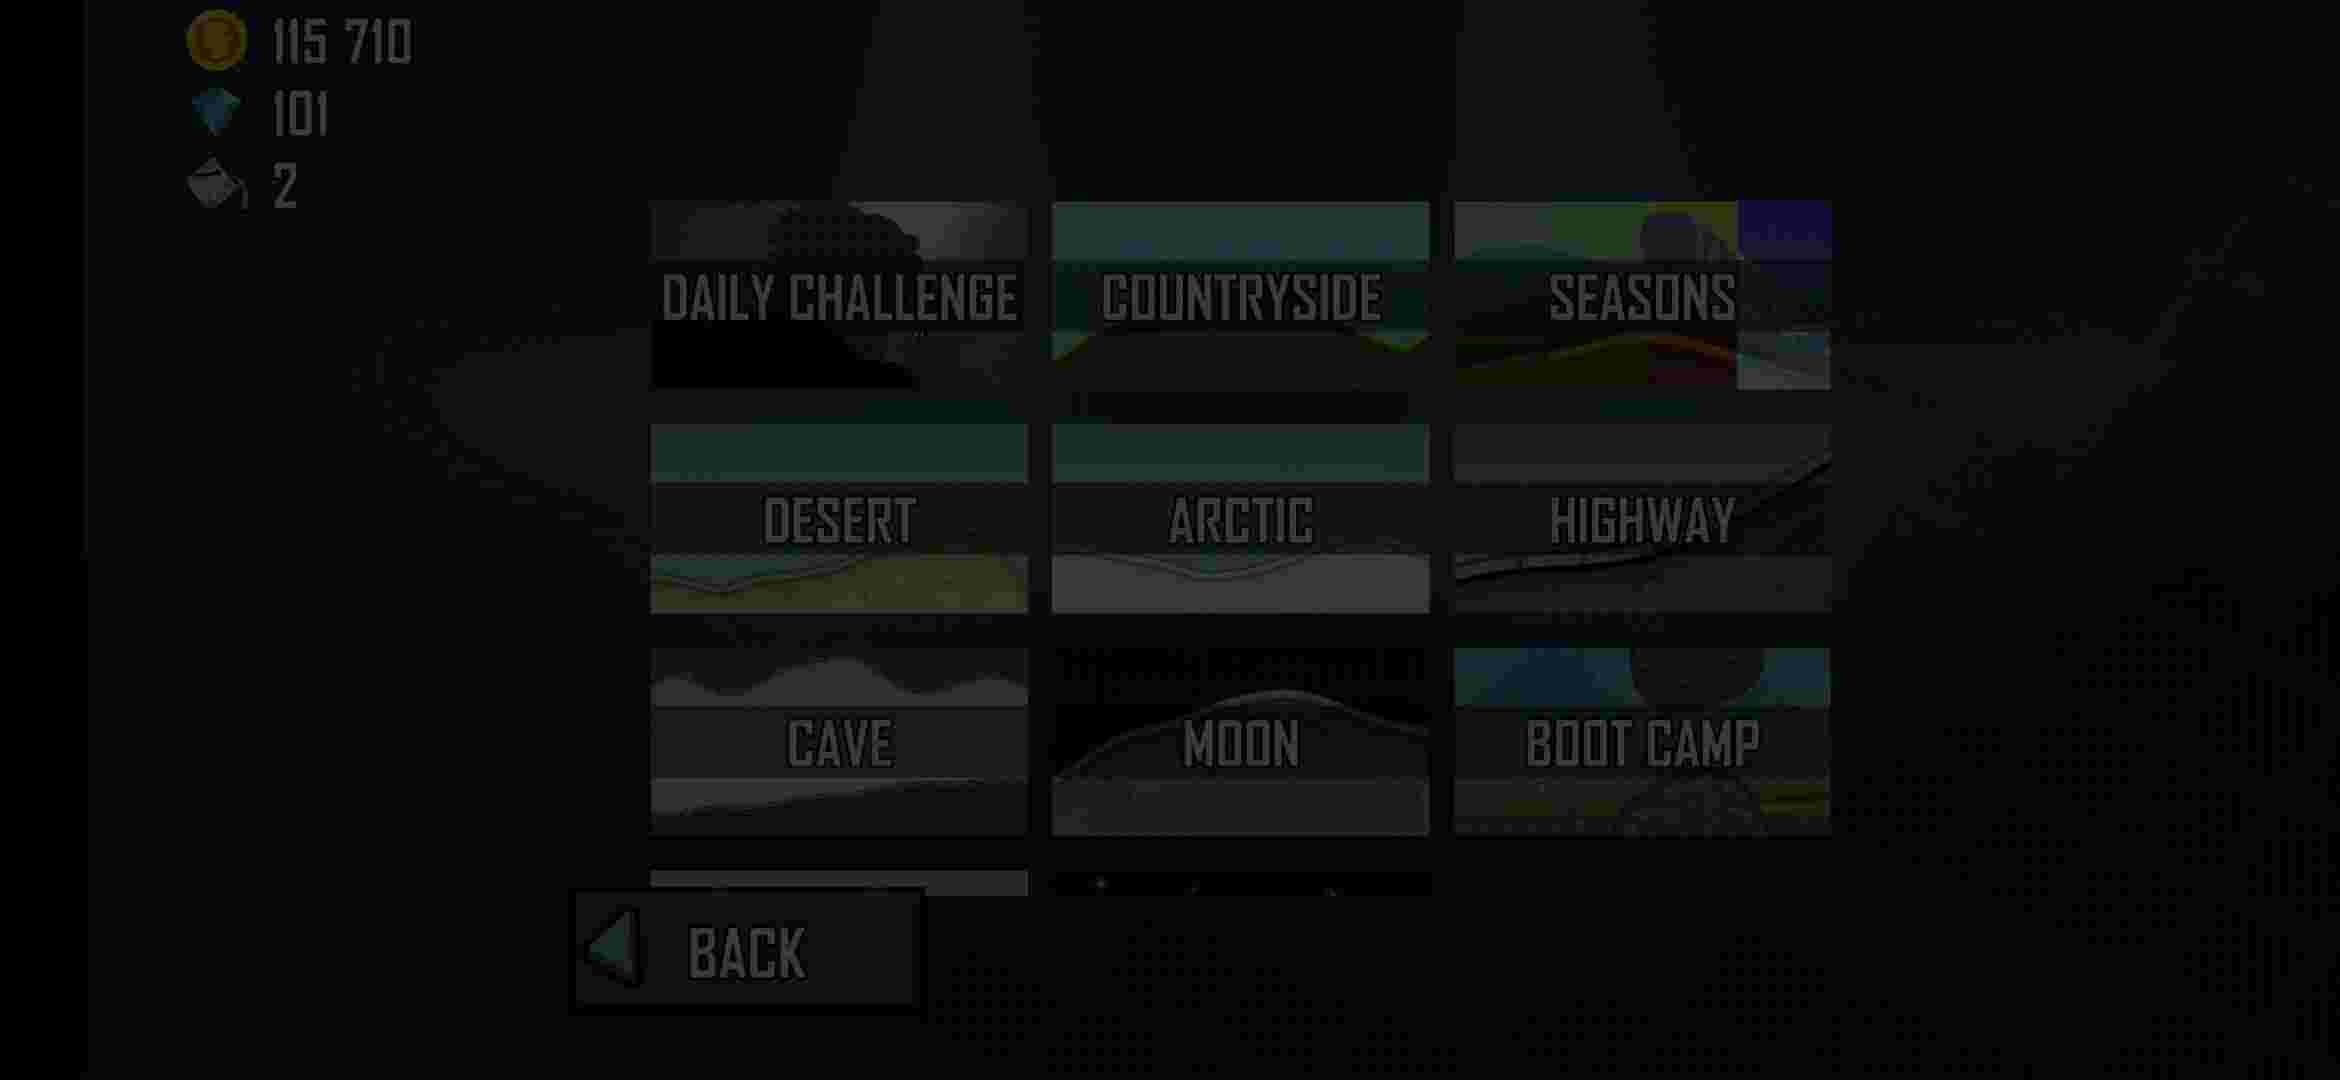 115 710
101
2
DAILY CHALLENGE
COUNTRYSIDE
SEASONS
DESERT
ARCTIC
HIGHWAY
CAVE
MOON
BOOT CAMP
BACK